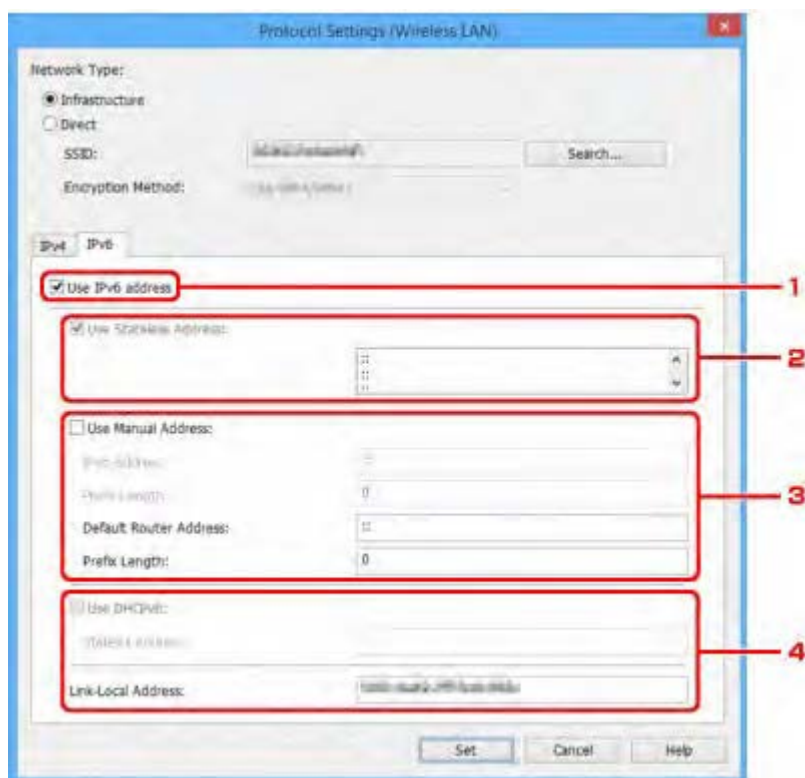 Protocol Settings (Wireless LAN)
Network Type:
Infrastructure
Direct
SSID:
Search...
Encryption Method:
IPv4 IPv6
Use IPv6 address
1
Use Stateless Address:
::
::
::
2
Use Manual Address:
IPv6 Address:
::
Prefix Length:
0
3
Default Router Address:
::
Prefix Length:
0
Use DHCPv6:
Stateful Address:
4
Link-Local Address:
Set Cancel Help